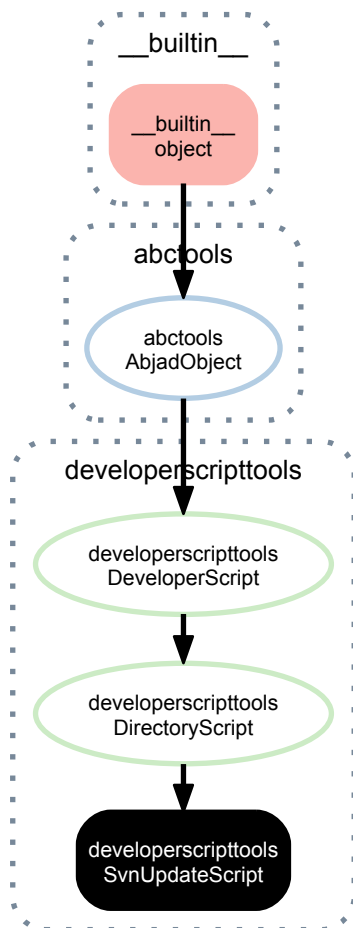 __builtin__
__builtin__
object
abctools
abctools
AbjadObject
developerscripttools
developerscripttools
DeveloperScript
developerscripttools
DirectoryScript
developerscripttools
SvnUpdateScript